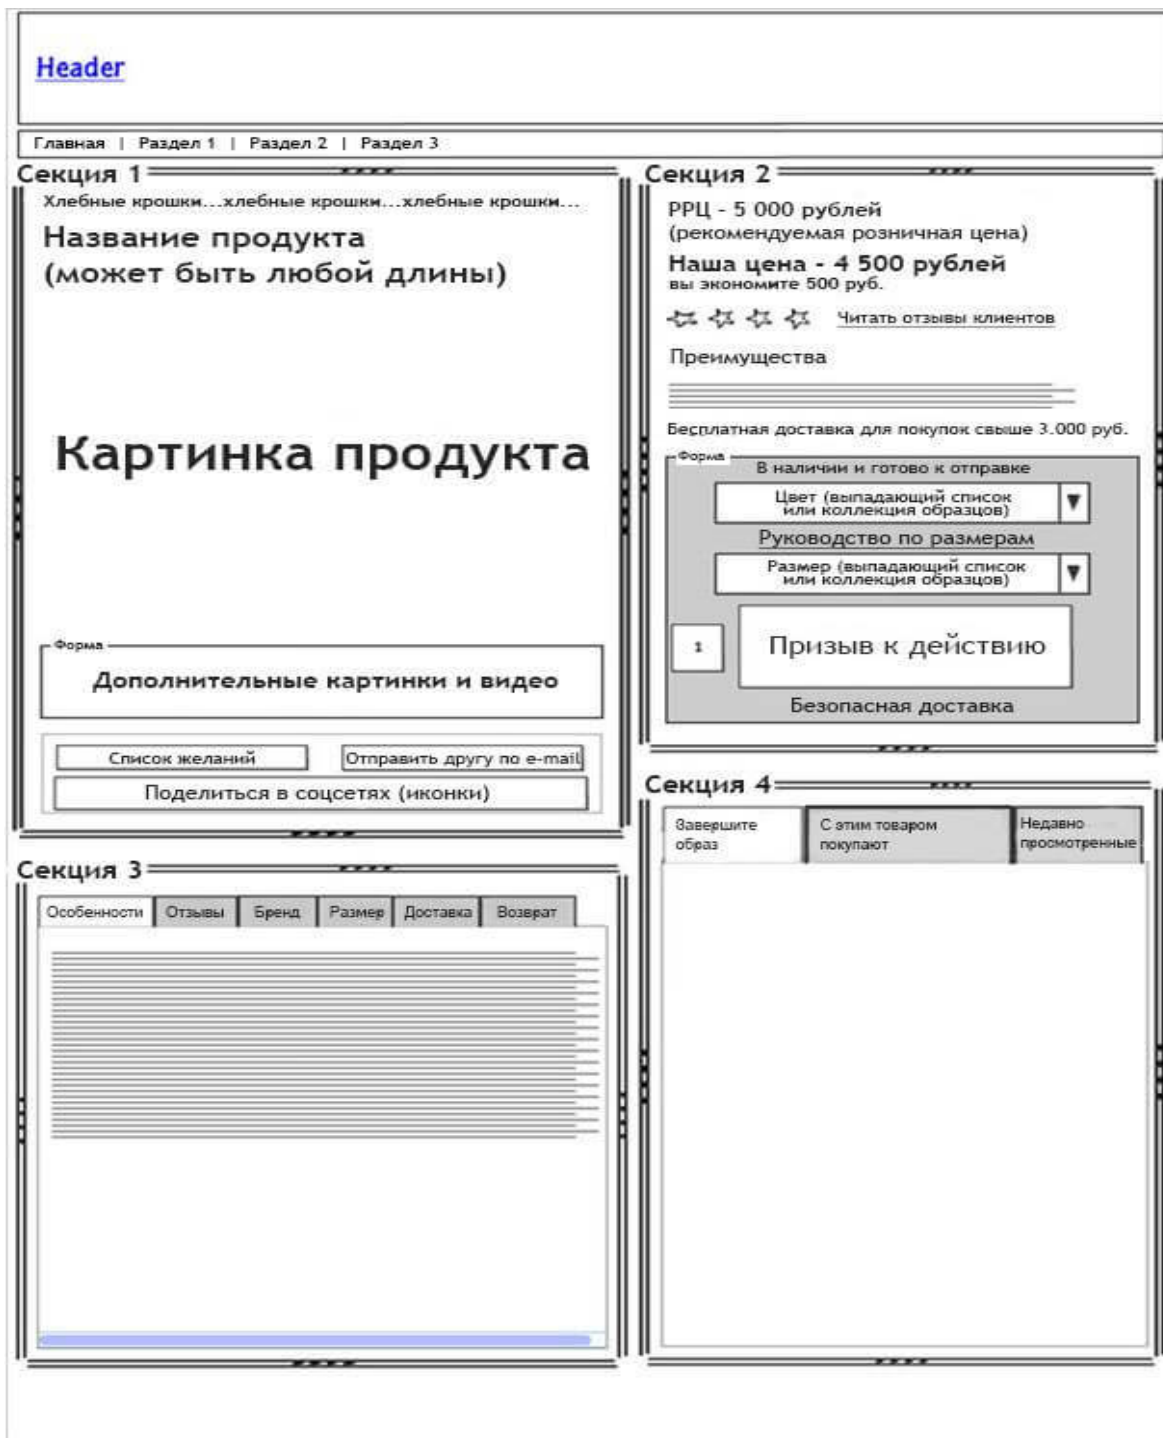 Header
Главная | Раздел 1 | Раздел 2 | Раздел 3
Секция 1
Хлебные крошки...хлебные крошки...хлебные крошки...
Название продукта
(может быть любой длины)
Картинка продукта
Форма
Дополнительные картинки и видео
Список желаний
Отправить другу по e-mail
Поделиться в соцсетях (иконки)
Секция 2
РРЦ - 5 000 рублей
(рекомендуемая розничная цена)
Наша цена - 4 500 рублей
вы экономите 500 руб.
Читать отзывы клиентов
Преимущества
Бесплатная доставка для покупок свыше 3.000 руб.
Форма
В наличии и готово к отправке
Цвет (выпадающий список
или коллекция образцов)
Руководство по размерам
Размер (выпадающий список
или коллекция образцов)
1
Призыв к действию
Безопасная доставка
Секция 3
Особенности
Отзывы
Бренд
Размер
Доставка
Возврат
Секция 4
Завершите
образ
С этим товаром
покупают
Недавно
просмотренные